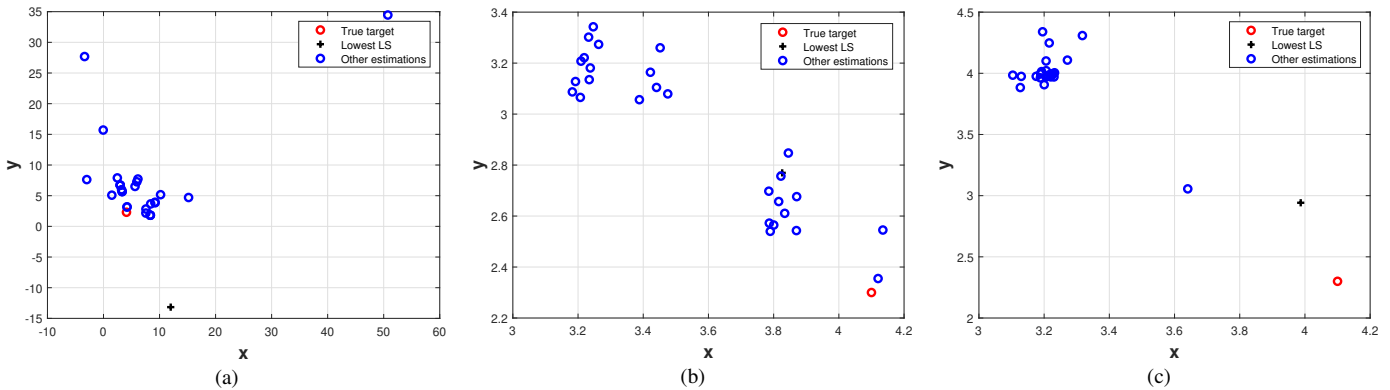 35
30
25
20
15
10
5
0
-5
-10
-15
-10
0
10
20
30
40
50
60
y
x
True target
Lowest LS
Other estimations
(a)
3.4
3.2
3
2.8
2.6
2.4
2.2
3
3.2
3.4
3.6
3.8
4
4.2
y
x
True target
Lowest LS
Other estimations
(b)
4.5
4
3.5
3
2.5
2
3
3.2
3.4
3.6
3.8
4
4.2
y
x
True target
Lowest LS
Other estimations
(c)